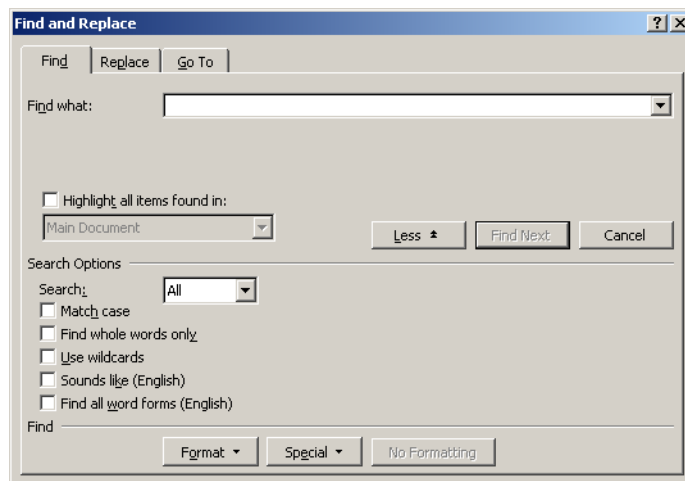 Find and Replace
Find Replace Go To
Find what:
Highlight all items found in:
Main Document
Less Find Next Cancel
Search Options
Search: All
Match case
Find whole words only
Use wildcards
Sounds like (English)
Find all word forms (English)
Find
Format Special No Formatting